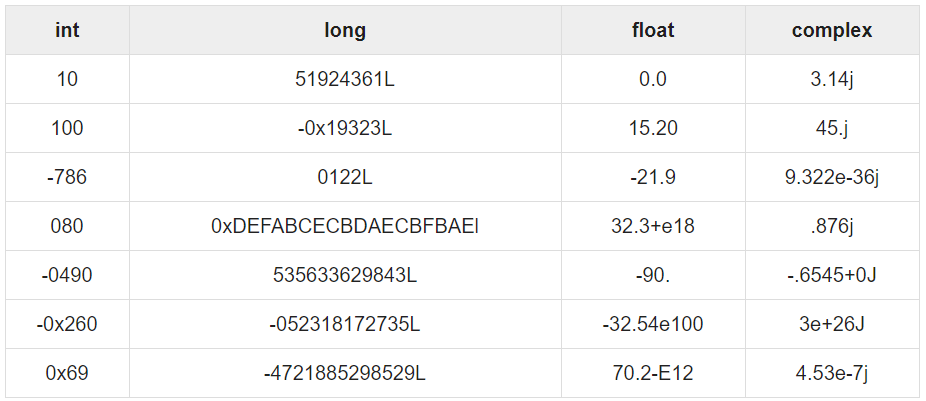 int long float complex
10 51924361L 0.0 3.14j
100 -0x19323L 15.20 45.j
-786 0122L -21.9 9.322e-36j
080 0xDEFABCECBDAECBFBAEl 32.3+e18 .876j
-0490 535633629843L -90. -.6545+0J
-0x260 -052318172735L -32.54e100 3e+26J
0x69 -4721885298529L 70.2-E12 4.53e-7j